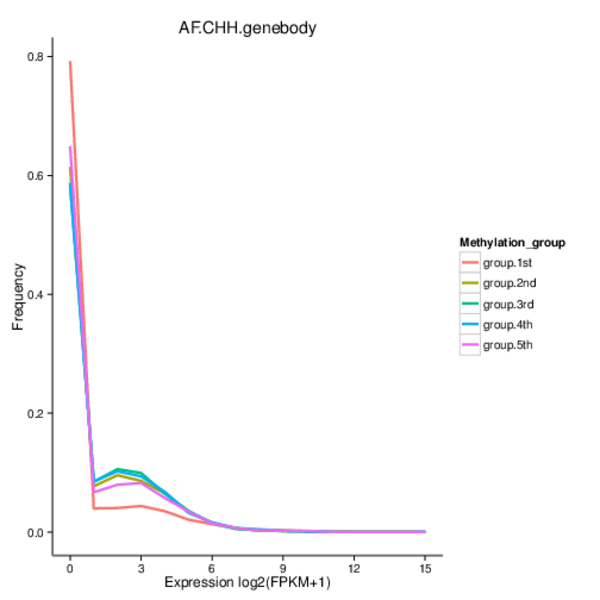 AF.CHH.genebody
0.8
0.6
0.4
0.2
0.0
Frequency
0
3
6
9
12
15
Expression log2(FPKM+1)
Methylation_group
group.1st
group.2nd
group.3rd
group.4th
group.5th